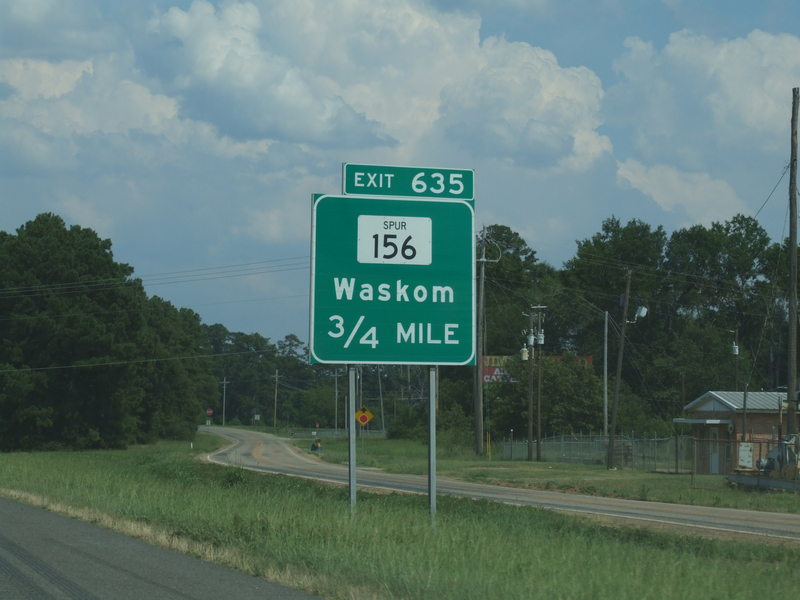 EXIT 635
SPUR
156
Waskom
3/4 MILE